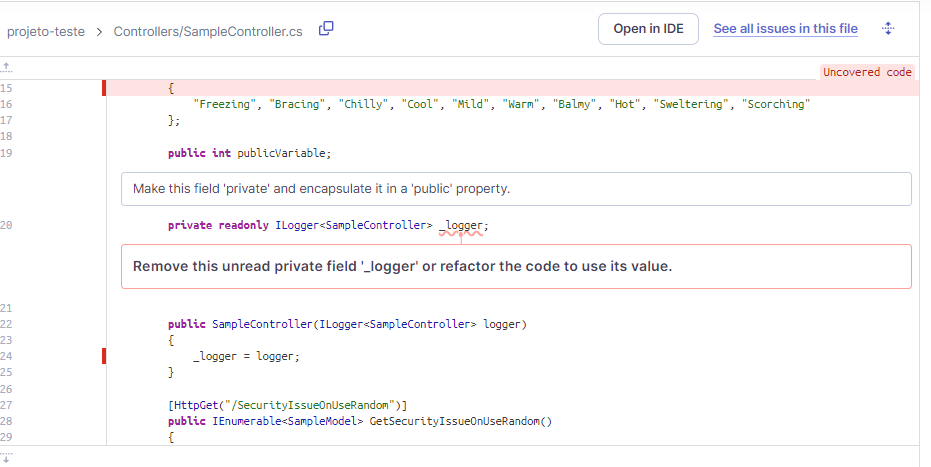 projeto-teste > Controllers/SampleController.cs Open in IDE See all issues in this file
Uncovered code
15 {
16 "Freezing", "Bracing", "Chilly", "Cool", "Mild", "Warm", "Balmy", "Hot", "Sweltering", "Scorching"
17 };
18
19 public int publicVariable;
Make this field 'private' and encapsulate it in a 'public' property.
20 private readonly ILogger<SampleController> _logger;
Remove this unread private field '_logger' or refactor the code to use its value.
21
22 public SampleController(ILogger<SampleController> logger)
23 {
24 _logger = logger;
25 }
26
27 [HttpGet("/SecurityIssueOnUseRandom")]
28 public IEnumerable<SampleModel> GetSecurityIssueOnUseRandom()
29 {